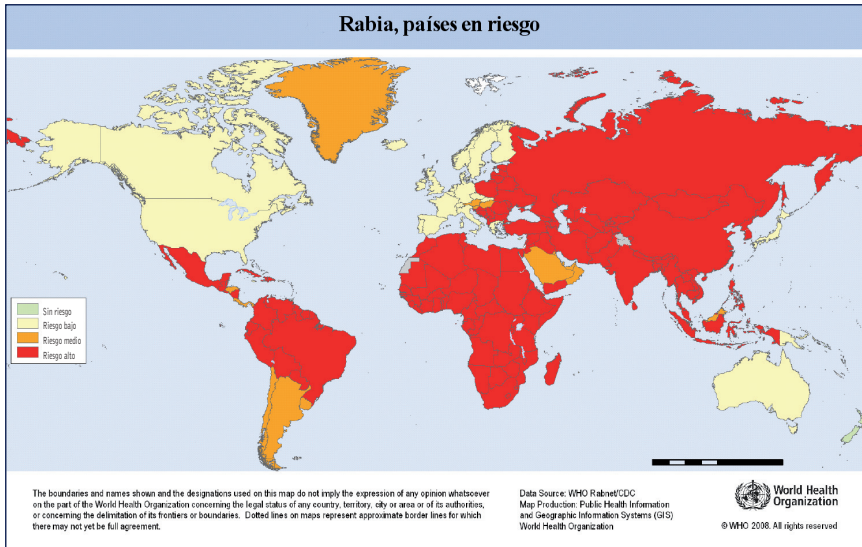 Rabia, países en riesgo
Sin riesgo
Riesgo bajo
Riesgo medio
Riesgo alto
The boundaries and names shown and the designations used on this map do not imply the expression of any opinion whatsoever
on the part of the World Health Organization concerning the legal status of any country, territory, city or area or of its authorities,
or concerning the delimitation of its frontiers or boundaries. Dotted lines on maps represent approximate border lines for which
there may not yet be full agreement.
Data Source: WHO Rabnet/CDC
Map Production: Public Health Information
and Geographic Information Systems (GIS)
World Health Organization
World Health
Organization
© WHO 2008. All rights reserved